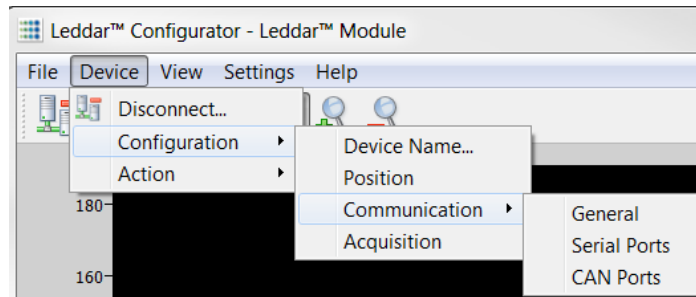 Leddar™ Configurator - Leddar™ Module
File Device View Settings Help
Disconnect...
Configuration
Device Name...
Action
Position
180
Communication
General
Acquisition
Serial Ports
160
CAN Ports